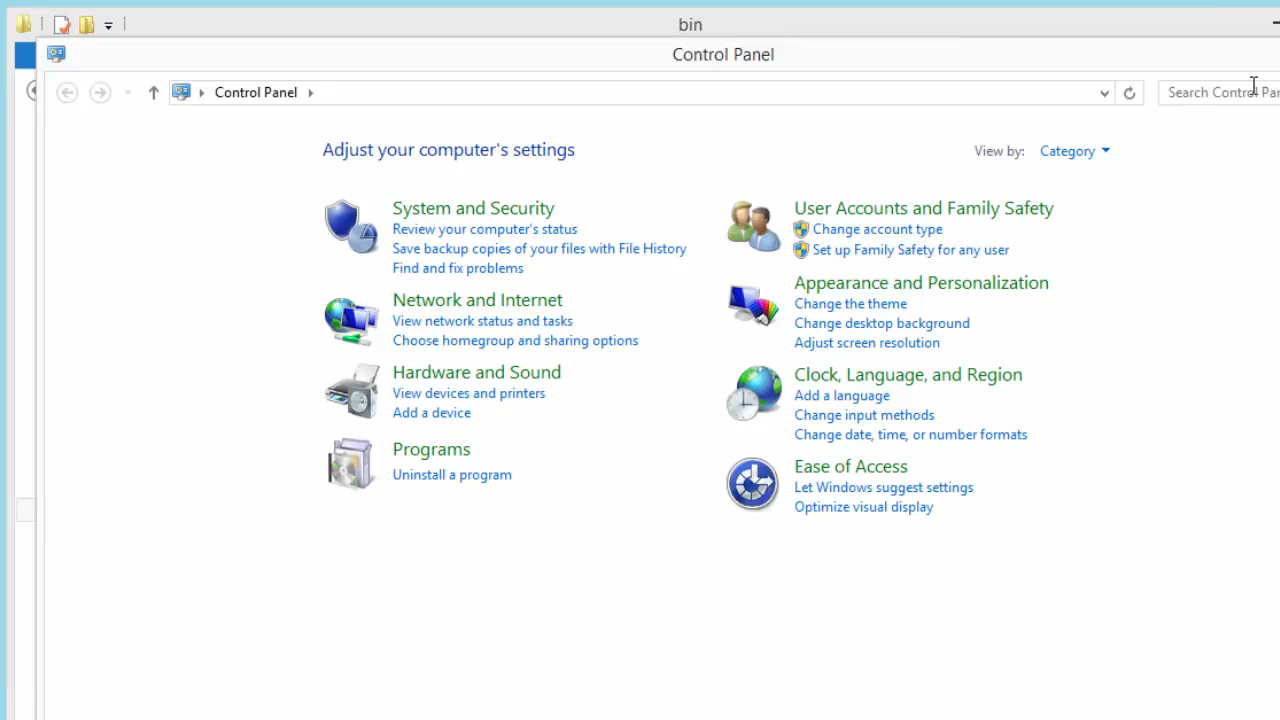 bin
Control Panel
Control Panel
Search Control Par
Adjust your computer's settings
View by: Category
System and Security
Review your computer's status
Save backup copies of your files with File History
Find and fix problems
Network and Internet
View network status and tasks
Choose homegroup and sharing options
Hardware and Sound
View devices and printers
Add a device
Programs
Uninstall a program
User Accounts and Family Safety
Change account type
Set up Family Safety for any user
Appearance and Personalization
Change the theme
Change desktop background
Adjust screen resolution
Clock, Language, and Region
Add a language
Change input methods
Change date, time, or number formats
Ease of Access
Let Windows suggest settings
Optimize visual display